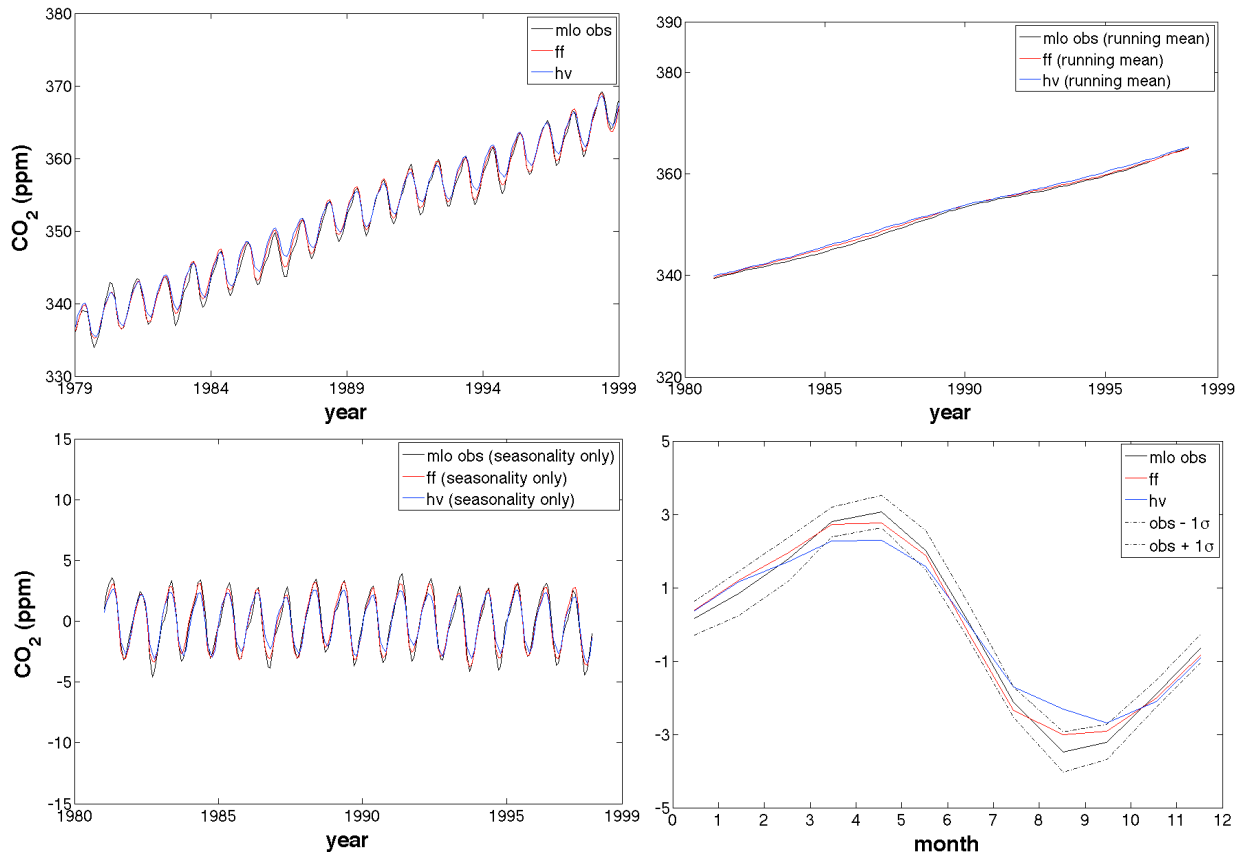 380
370
360
350
340
330
CO2 (ppm)
1979
1984
1989
1994
1999
year
mlo obs
ff
hv
390
380
370
360
340
320
1980
1985
1990
1995
1999
year
mlo obs (running mean)
ff (running mean)
hv (running mean)
15
10
5
0
-5
-15
CO2 (ppm)
1980
1985
1990
1995
1999
year
mlo obs (seasonality only)
ff (seasonality only)
hv (seasonality only)
5
3
1
-1
-3
-5
0
1
2
3
4
5
6
7
8
9
10
11
12
month
mlo obs
ff
hv
obs - 1σ
obs + 1σ